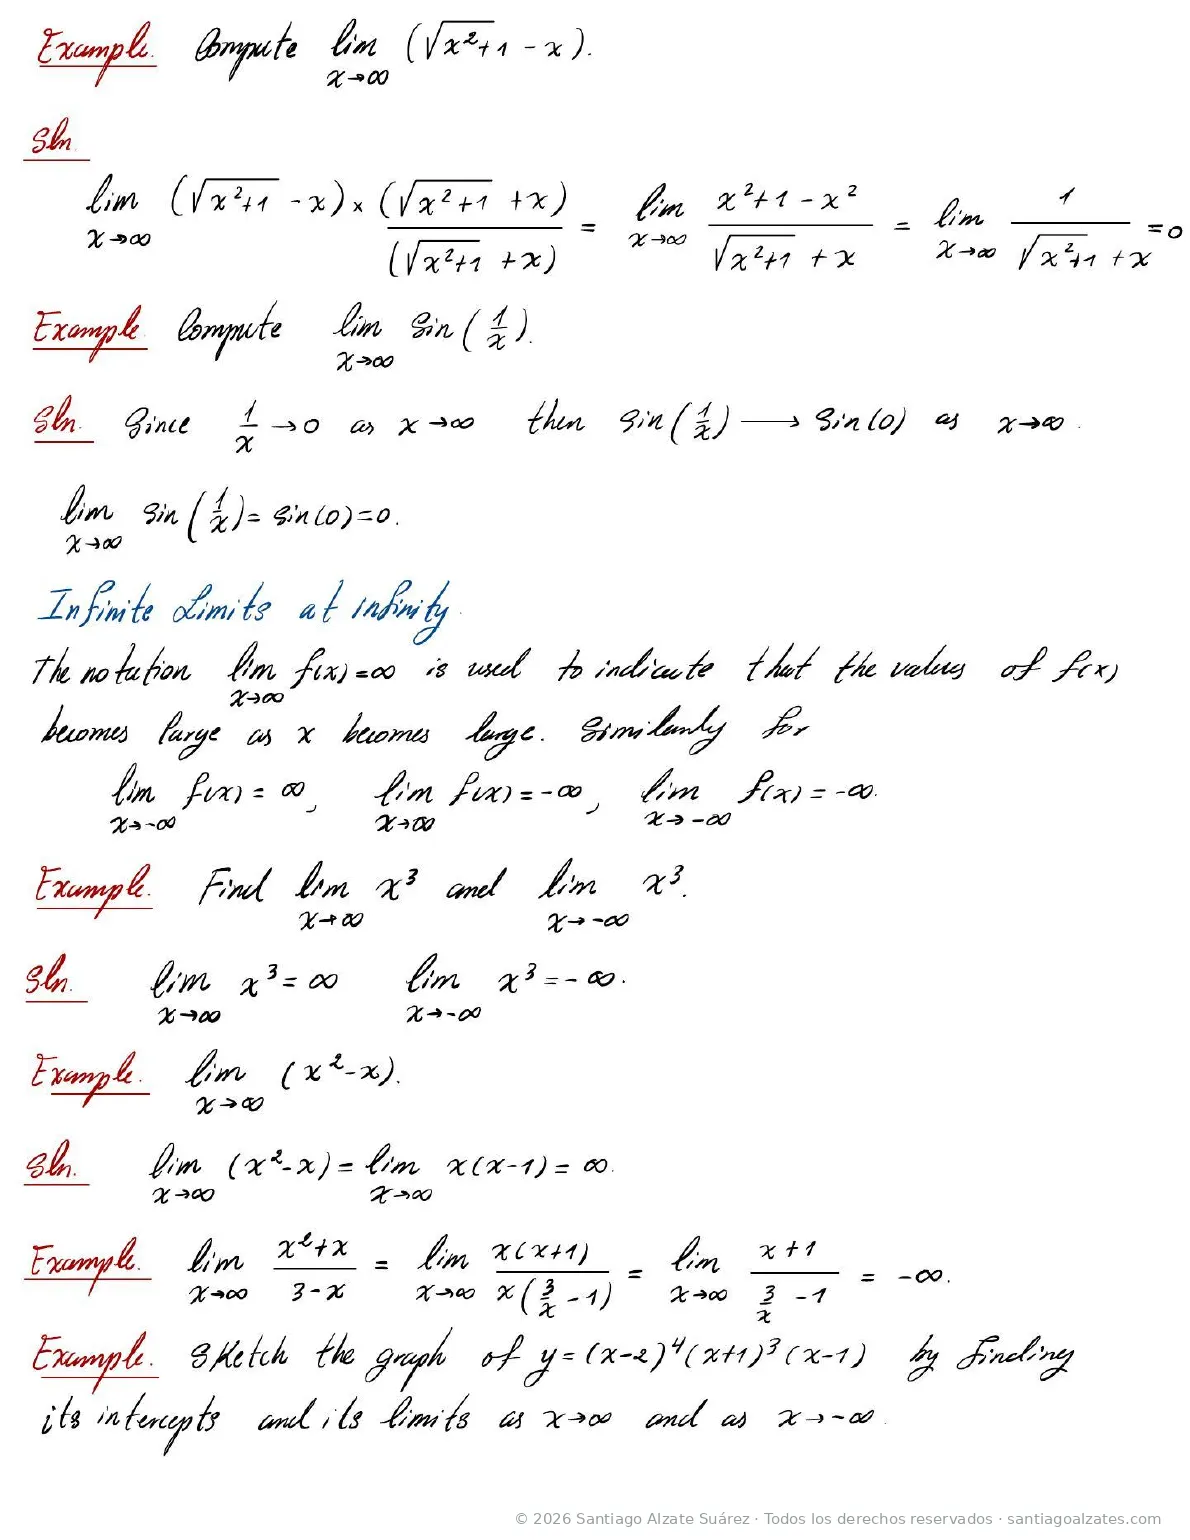 Example. Compute lim x→∞ (√(x²+1) - x).
Sln.
lim x→∞ (√(x²+1) - x) × (√(x²+1) + x)/(√(x²+1) + x) = lim x→∞ (x²+1 - x²)/(√(x²+1) + x) = lim x→∞ 1/(√(x²+1) + x) = 0
Example. Compute lim x→∞ Sin(1/x).
Sln. Since 1/x → 0 as x→∞ then sin(1/x) → Sin(0) as x→∞.
lim x→∞ Sin(1/x) = Sin(0) = 0.
Infinite Limits at infinity.
The notation lim x→∞ f(x) = ∞ is used to indicate that the values of f(x)
becomes large as x becomes large. Similarly for
lim x→-∞ f(x) = ∞, lim x→∞ f(x) = -∞, lim x→-∞ f(x) = -∞.
Example. Find lim x→∞ x³ and lim x→-∞ x³.
Sln. lim x→∞ x³ = ∞ lim x→-∞ x³ = -∞.
Example. lim x→∞ (x² - x).
Sln. lim x→∞ (x² - x) = lim x→∞ x(x-1) = ∞.
Example. lim x→∞ (x²+x)/(3-x) = lim x→∞ x(x+1)/(x(3/x - 1)) = lim x→∞ (x+1)/(3/x - 1) = -∞.
Example. Sketch the graph of y = (x-2)⁴(x+1)³(x-1) by finding
its intercepts and its limits as x→∞ and as x→-∞.
© 2026 Santiago Alzate Suárez · Todos los derechos reservados · santiagoalzates.com